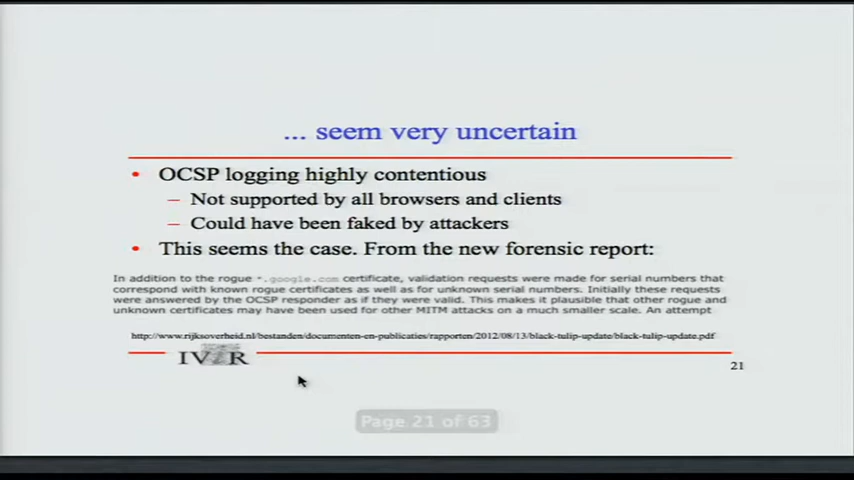 ... seem very uncertain
• OCSP logging highly contentious
– Not supported by all browsers and clients
– Could have been faked by attackers
• This seems the case. From the new forensic report:
In addition to the rogue *.google.com certificate, validation requests were made for serial numbers that
correspond with known rogue certificates as well as for unknown serial numbers. Initially these requests
were answered by the OCSP responder as if they were valid. This makes it plausible that other rogue and
unknown certificates may have been used for other MITM attacks on a much smaller scale. An attempt
http://www.rijksoverheid.nl/bestanden/documenten-en-publicaties/rapporten/2012/08/13/black-tulip-update/black-tulip-update.pdf
IViR
21
Page 21 of 63